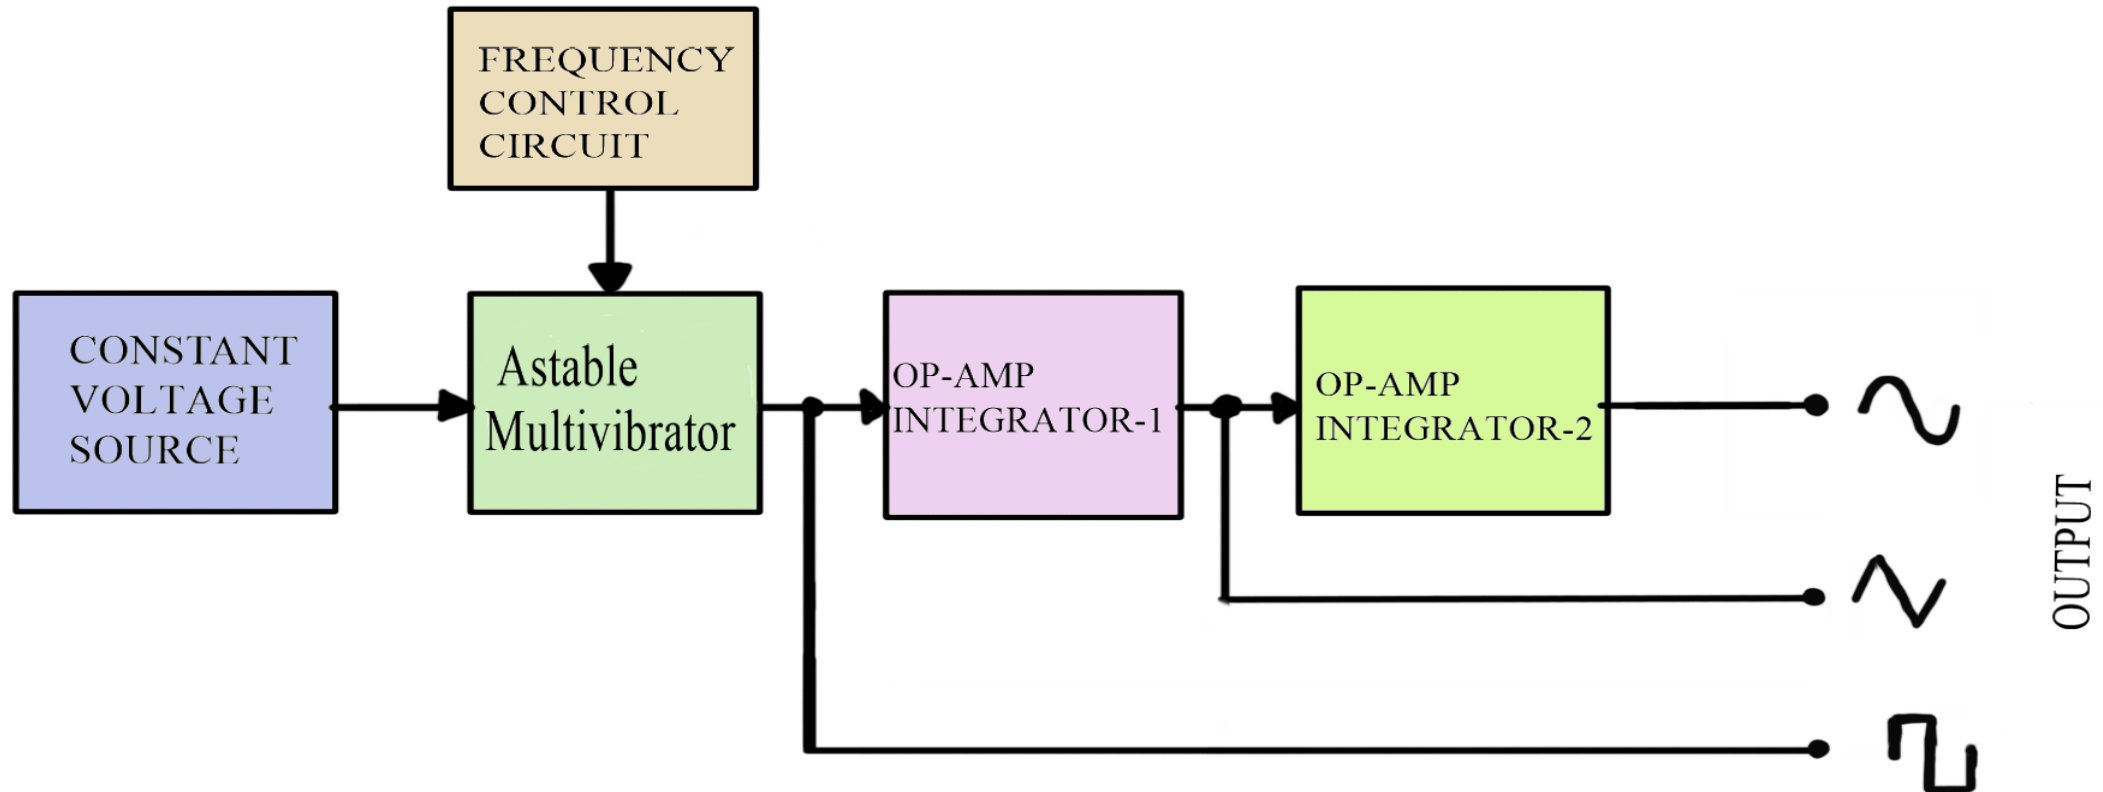 FREQUENCY
CONTROL
CIRCUIT
CONSTANT
VOLTAGE
SOURCE
Astable
Multivibrator
OP-AMP
INTEGRATOR-1
OP-AMP
INTEGRATOR-2
OUTPUT